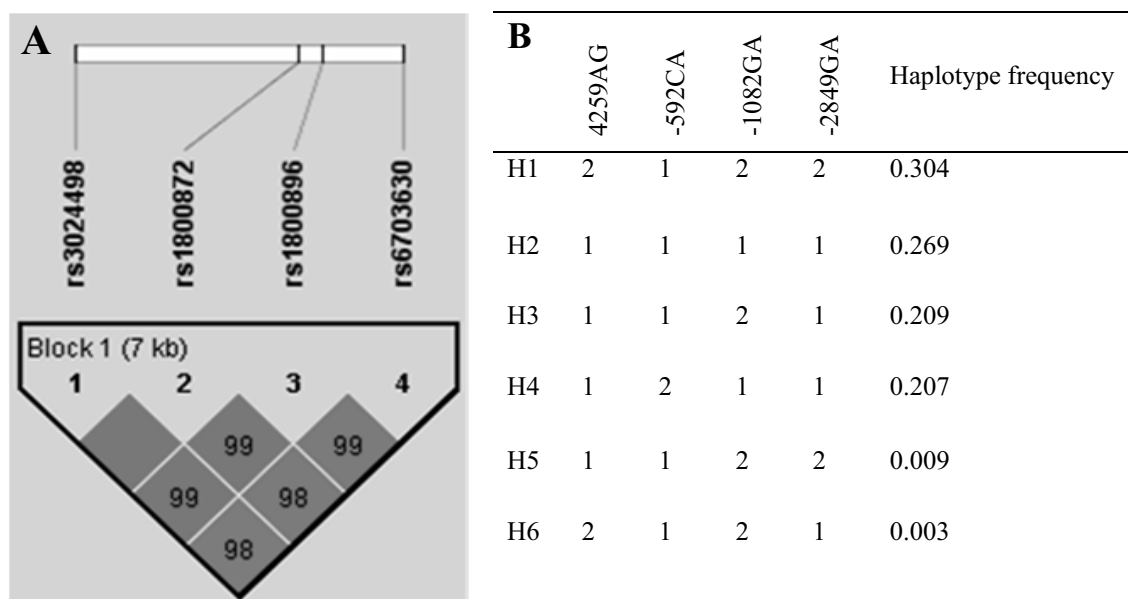 A
rs3024498
rs1800872
rs1800896
rs6703630
Block 1 (7 kb)
1 2 3 4
99 99
99 98
98
B
4259AG -592CA -1082GA -2849GA Haplotype frequency
H1 2 1 2 2 0.304
H2 1 1 1 1 0.269
H3 1 1 2 1 0.209
H4 1 2 1 1 0.207
H5 1 1 2 2 0.009
H6 2 1 2 1 0.003